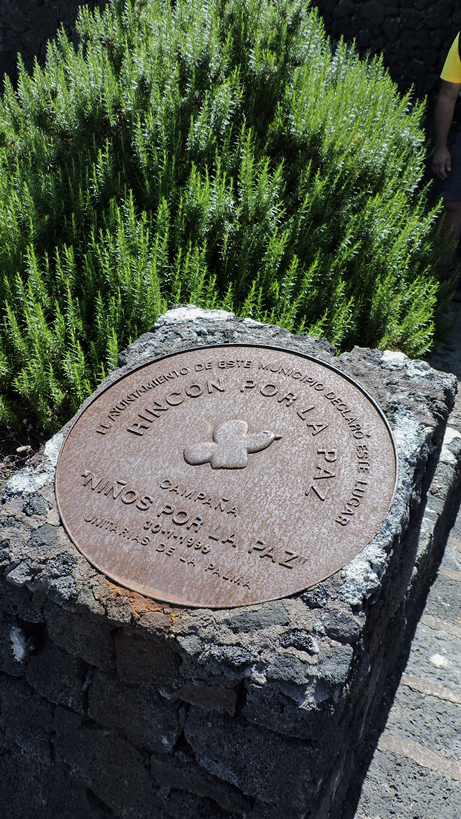 EL AYUNTAMIENTO DE ESTE MUNICIPIO DECLARÓ ESTE LUGAR
RINCON POR LA PAZ
CAMPAÑA
"NIÑOS POR LA PAZ"
30-V-1995
UNITARIAS DE LA PALMA